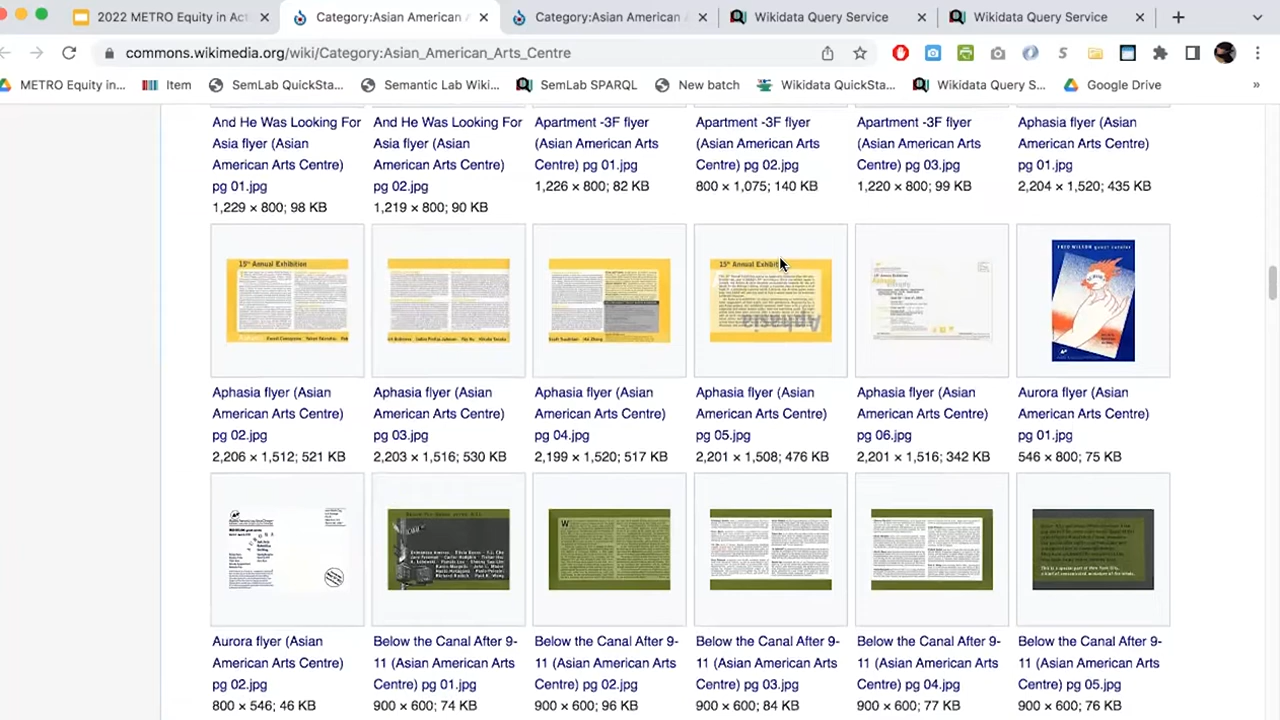 2022 METRO Equity in Act
Category:Asian American
Category:Asian American
Wikidata Query Service
Wikidata Query Service
commons.wikimedia.org/wiki/Category:Asian_American_Arts_Centre
METRO Equity in...
Item
SemLab QuickSta...
Semantic Lab Wiki...
SemLab SPARQL
New batch
Wikidata QuickSta...
Wikidata Query S...
Google Drive
»
And He Was Looking For
Asia flyer (Asian
American Arts Centre)
pg 01.jpg
1,229 × 800; 98 KB
And He Was Looking For
Asia flyer (Asian
American Arts Centre)
pg 02.jpg
1,219 × 800; 90 KB
Apartment -3F flyer
(Asian American Arts
Centre) pg 01.jpg
1,226 × 800; 82 KB
Apartment -3F flyer
(Asian American Arts
Centre) pg 02.jpg
800 × 1,075; 140 KB
Apartment -3F flyer
(Asian American Arts
Centre) pg 03.jpg
1,220 × 800; 99 KB
Aphasia flyer (Asian
American Arts Centre)
pg 01.jpg
2,204 × 1,520; 435 KB
15th Annual Exhibition
15th Annual Exhibition
Aphasia
15th Annual Exhibition
FRED WILSON guest curator
Aphasia flyer (Asian
American Arts Centre)
pg 02.jpg
2,206 × 1,512; 521 KB
Aphasia flyer (Asian
American Arts Centre)
pg 03.jpg
2,203 × 1,516; 530 KB
Aphasia flyer (Asian
American Arts Centre)
pg 04.jpg
2,199 × 1,520; 517 KB
Aphasia flyer (Asian
American Arts Centre)
pg 05.jpg
2,201 × 1,508; 476 KB
Aphasia flyer (Asian
American Arts Centre)
pg 06.jpg
2,201 × 1,516; 342 KB
Aurora flyer (Asian
American Arts Centre)
pg 01.jpg
546 × 800; 75 KB
W
Aurora flyer (Asian
American Arts Centre)
pg 02.jpg
800 × 546; 46 KB
Below the Canal After 9-
11 (Asian American Arts
Centre) pg 01.jpg
900 × 600; 74 KB
Below the Canal After 9-
11 (Asian American Arts
Centre) pg 02.jpg
900 × 600; 96 KB
Below the Canal After 9-
11 (Asian American Arts
Centre) pg 03.jpg
900 × 600; 84 KB
Below the Canal After 9-
11 (Asian American Arts
Centre) pg 04.jpg
900 × 600; 77 KB
Below the Canal After 9-
11 (Asian American Arts
Centre) pg 05.jpg
900 × 600; 76 KB